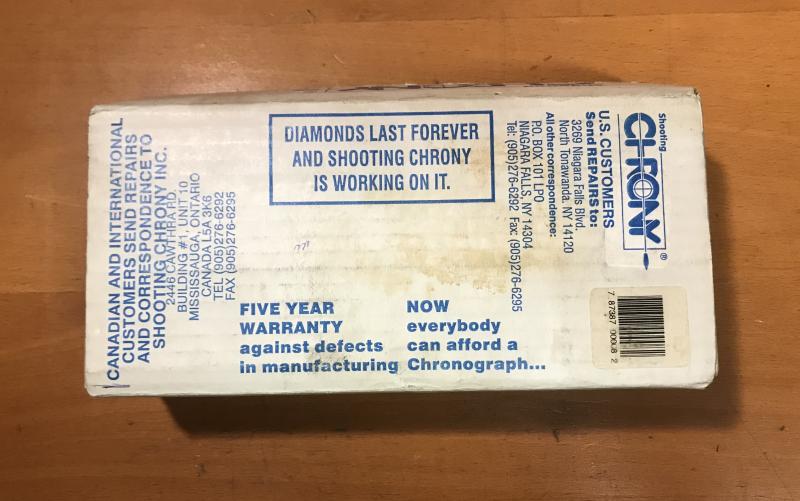 CANADIAN AND INTERNATIONAL
CUSTOMERS SEND REPAIRS
AND CORRESPONDENCE TO
SHOOTING CHRONY INC.
2446 CAWTHRA RD
BUILDING #1, UNIT 10
MISSISSAUGA, ONTARIO
CANADA L5A 3K6
TEL (905)276-6292
FAX (905)276-6295
DIAMONDS LAST FOREVER
AND SHOOTING CHRONY
IS WORKING ON IT.
FIVE YEAR
WARRANTY
against defects
in manufacturing
NOW
everybody
can afford a
Chronograph...
Shooting
CHRONY®
U.S. CUSTOMERS
Send REPAIRS to:
3269 Niagara Falls Blvd.
North Tonawanda. NY 14120
All other correspondence:
P.O. BOX 101 LPO
NIAGARA FALLS, NY 14304
Tel: (905)276-6292 Fax: (905)276-6295
7 87387 00008 2